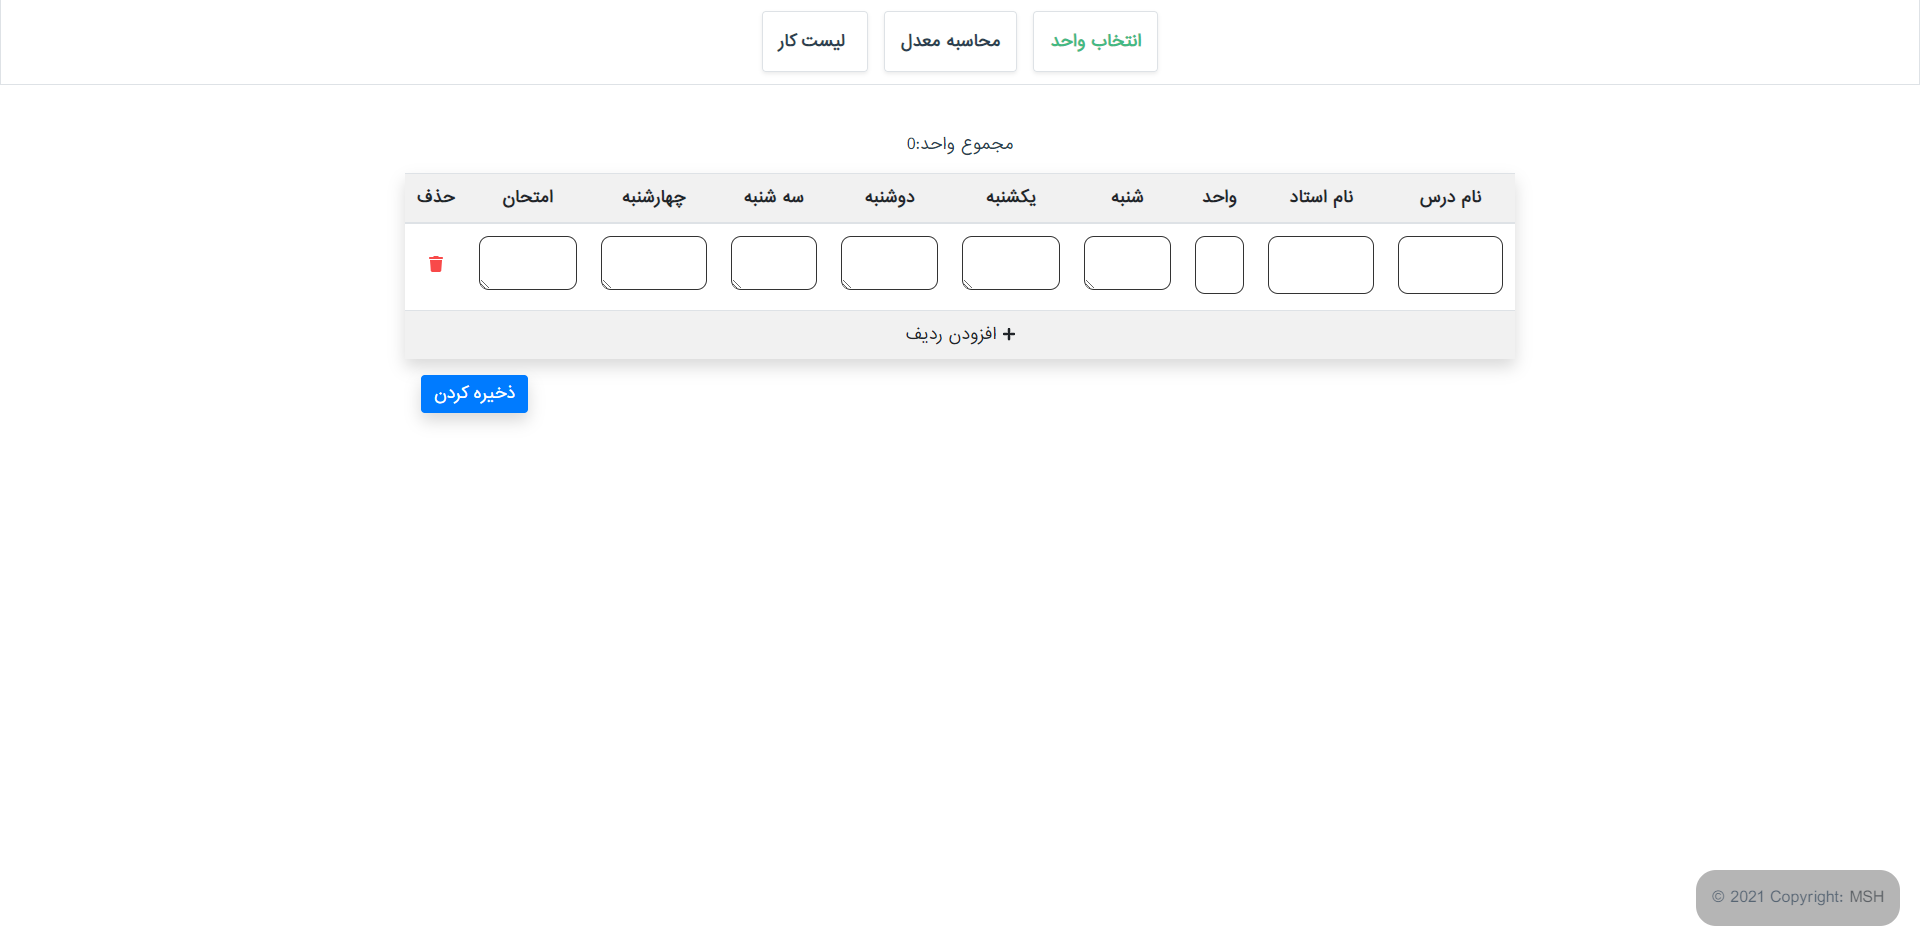 انتخاب واحد محاسبه معدل لیست کار
مجموع واحد:0
نام درس نام استاد واحد شنبه یکشنبه دوشنبه سه شنبه چهارشنبه امتحان حذف
افزودن ردیف
ذخیره کردن
© 2021 Copyright: MSH